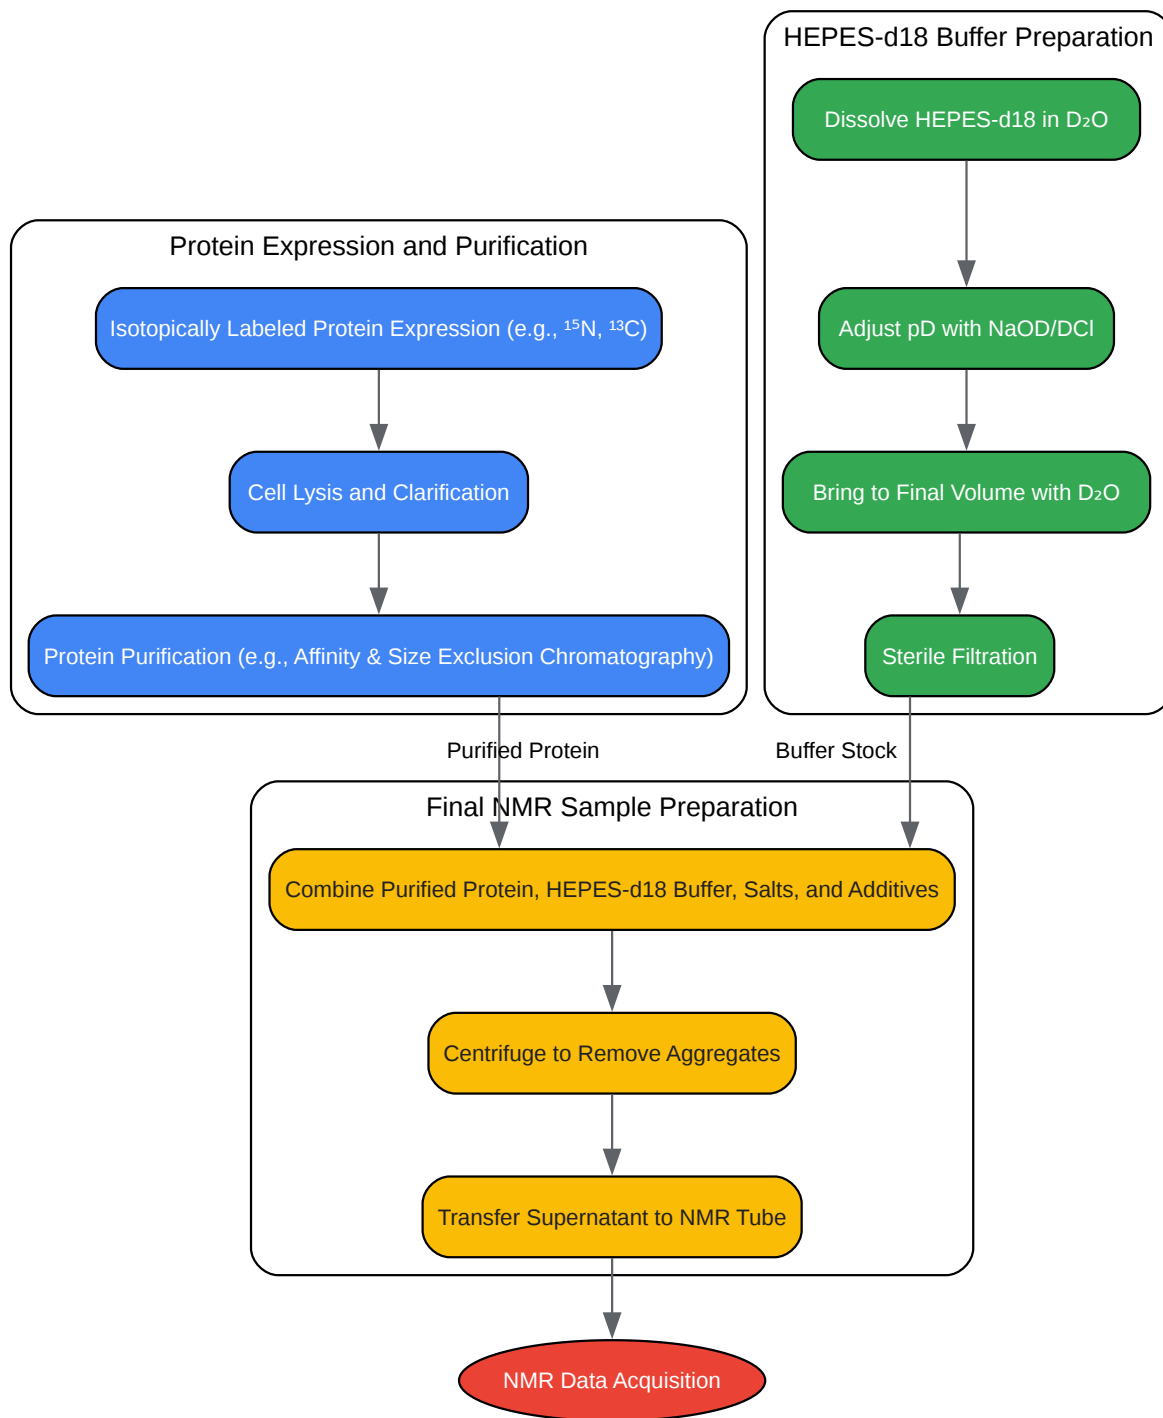 HEPES-d18 Buffer Preparation
Dissolve HEPES-d18 in D₂O
Adjust pD with NaOD/DCl
Bring to Final Volume with D₂O
Sterile Filtration
Protein Expression and Purification
Isotopically Labeled Protein Expression (e.g., ¹⁵N, ¹³C)
Cell Lysis and Clarification
Protein Purification (e.g., Affinity & Size Exclusion Chromatography)
Purified Protein
Buffer Stock
Final NMR Sample Preparation
Combine Purified Protein, HEPES-d18 Buffer, Salts, and Additives
Centrifuge to Remove Aggregates
Transfer Supernatant to NMR Tube
NMR Data Acquisition